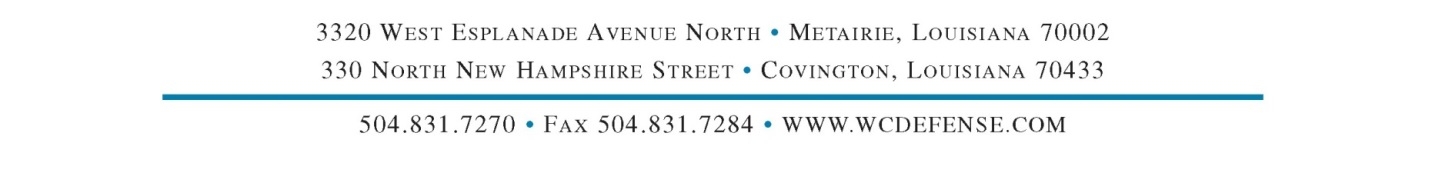 3320 West Esplanade Avenue North • Metairie, Louisiana 70002
330 North New Hampshire Street • Covington, Louisiana 70433
504.831.7270 • Fax 504.831.7284 • www.wcdefense.com